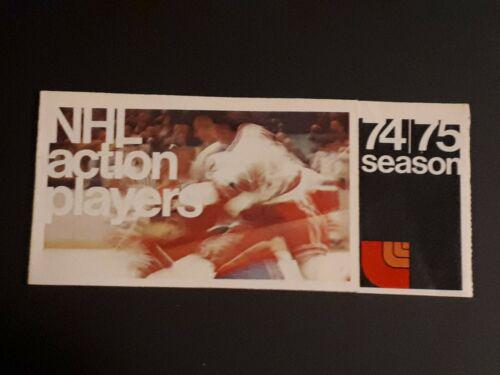 NHL
action
players
'74|75
season